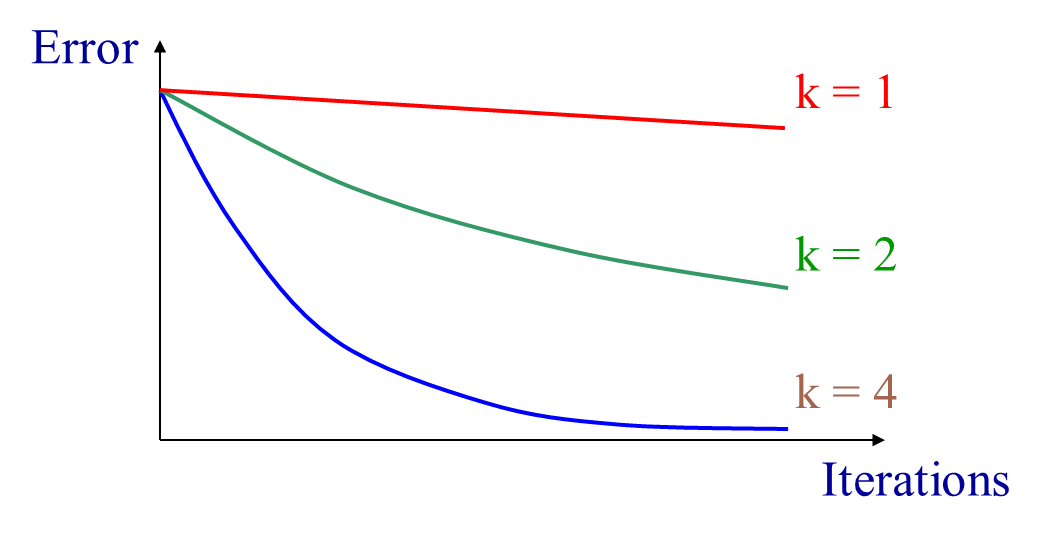 Error
k = 1
k = 2
k = 4
Iterations